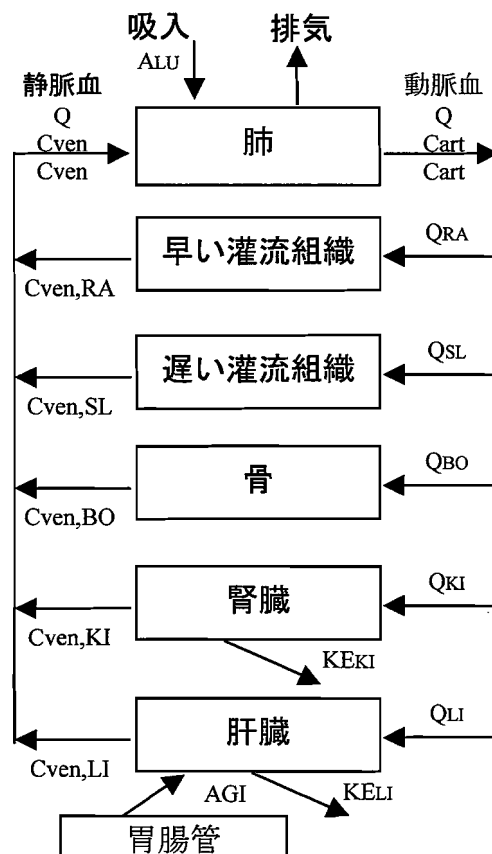 吸入
排気
ALU
静脈血
動脈血
Q
Q
Cven
肺
Cart
Cven
Cart
早い灌流組織
QRA
Cven,RA
遅い灌流組織
QSL
Cven,SL
骨
QBO
Cven,BO
腎臓
QKI
Cven,KI
KEKI
肝臓
QLI
Cven,LI
AGI
KELI
胃腸管